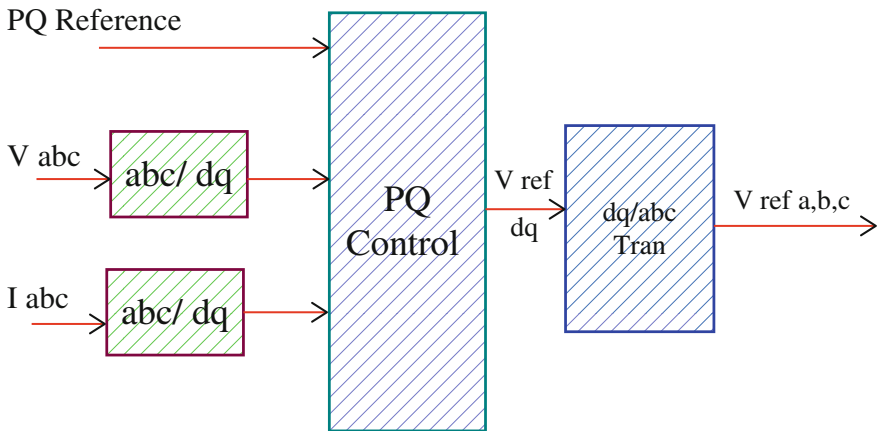 PQ Reference
V abc
abc/ dq
I abc
abc/ dq
PQ
Control
V ref
dq
dq/abc
Tran
V ref a,b,c